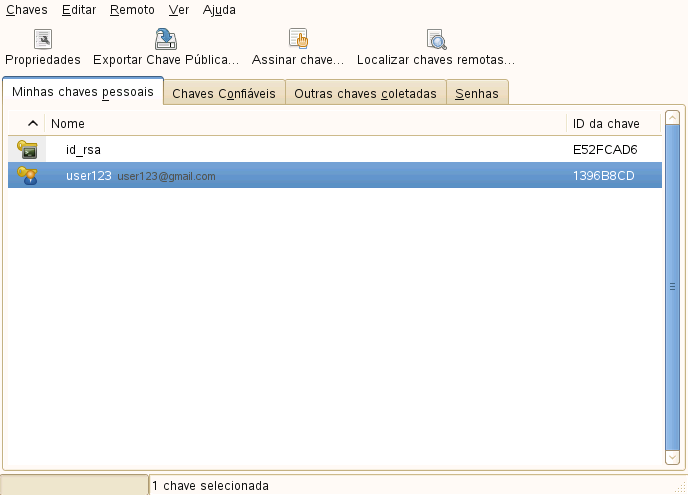 Chaves Editar Remoto Ver Ajuda
Propriedades Exportar Chave Pública... Assinar chave... Localizar chaves remotas...
Minhas chaves pessoais Chaves Confiáveis Outras chaves coletadas Senhas
Nome ID da chave
id_rsa E52FCAD6
user123 user123@gmail.com 1396B8CD
1 chave selecionada